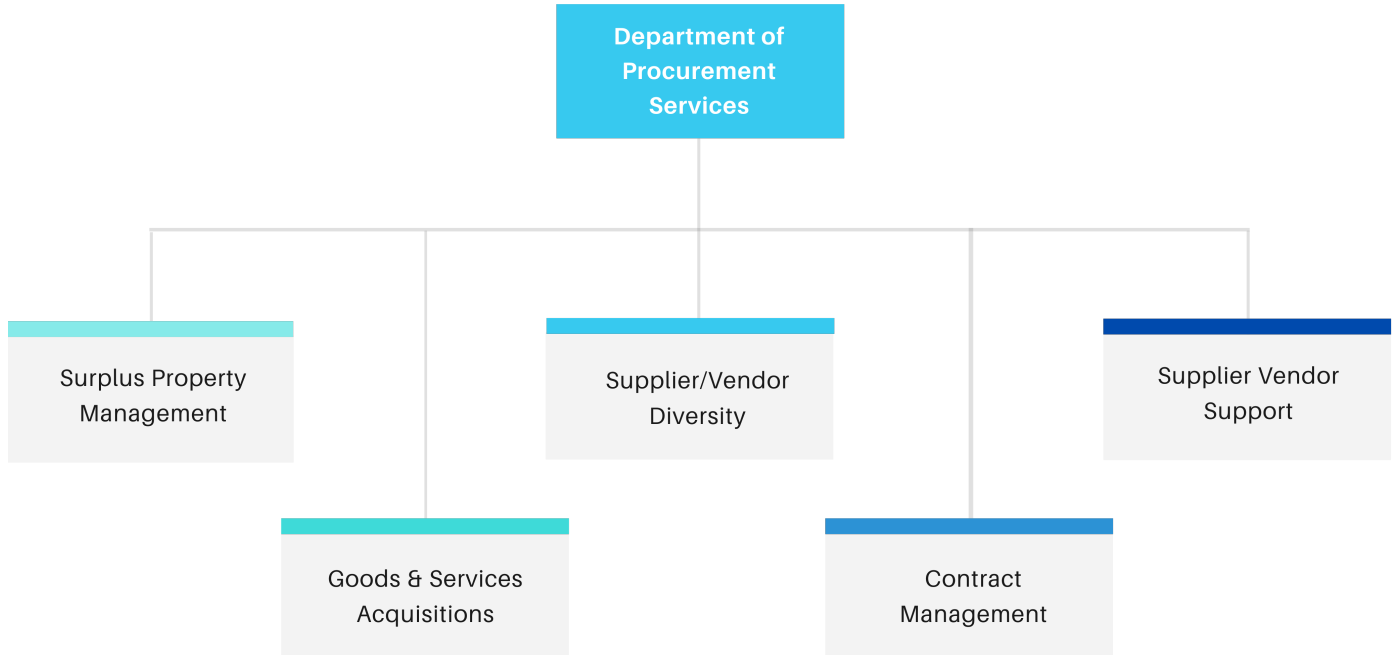 Department of
Procurement
Services
Surplus Property
Management
Supplier/Vendor
Diversity
Supplier Vendor
Support
Goods & Services
Acquisitions
Contract
Management